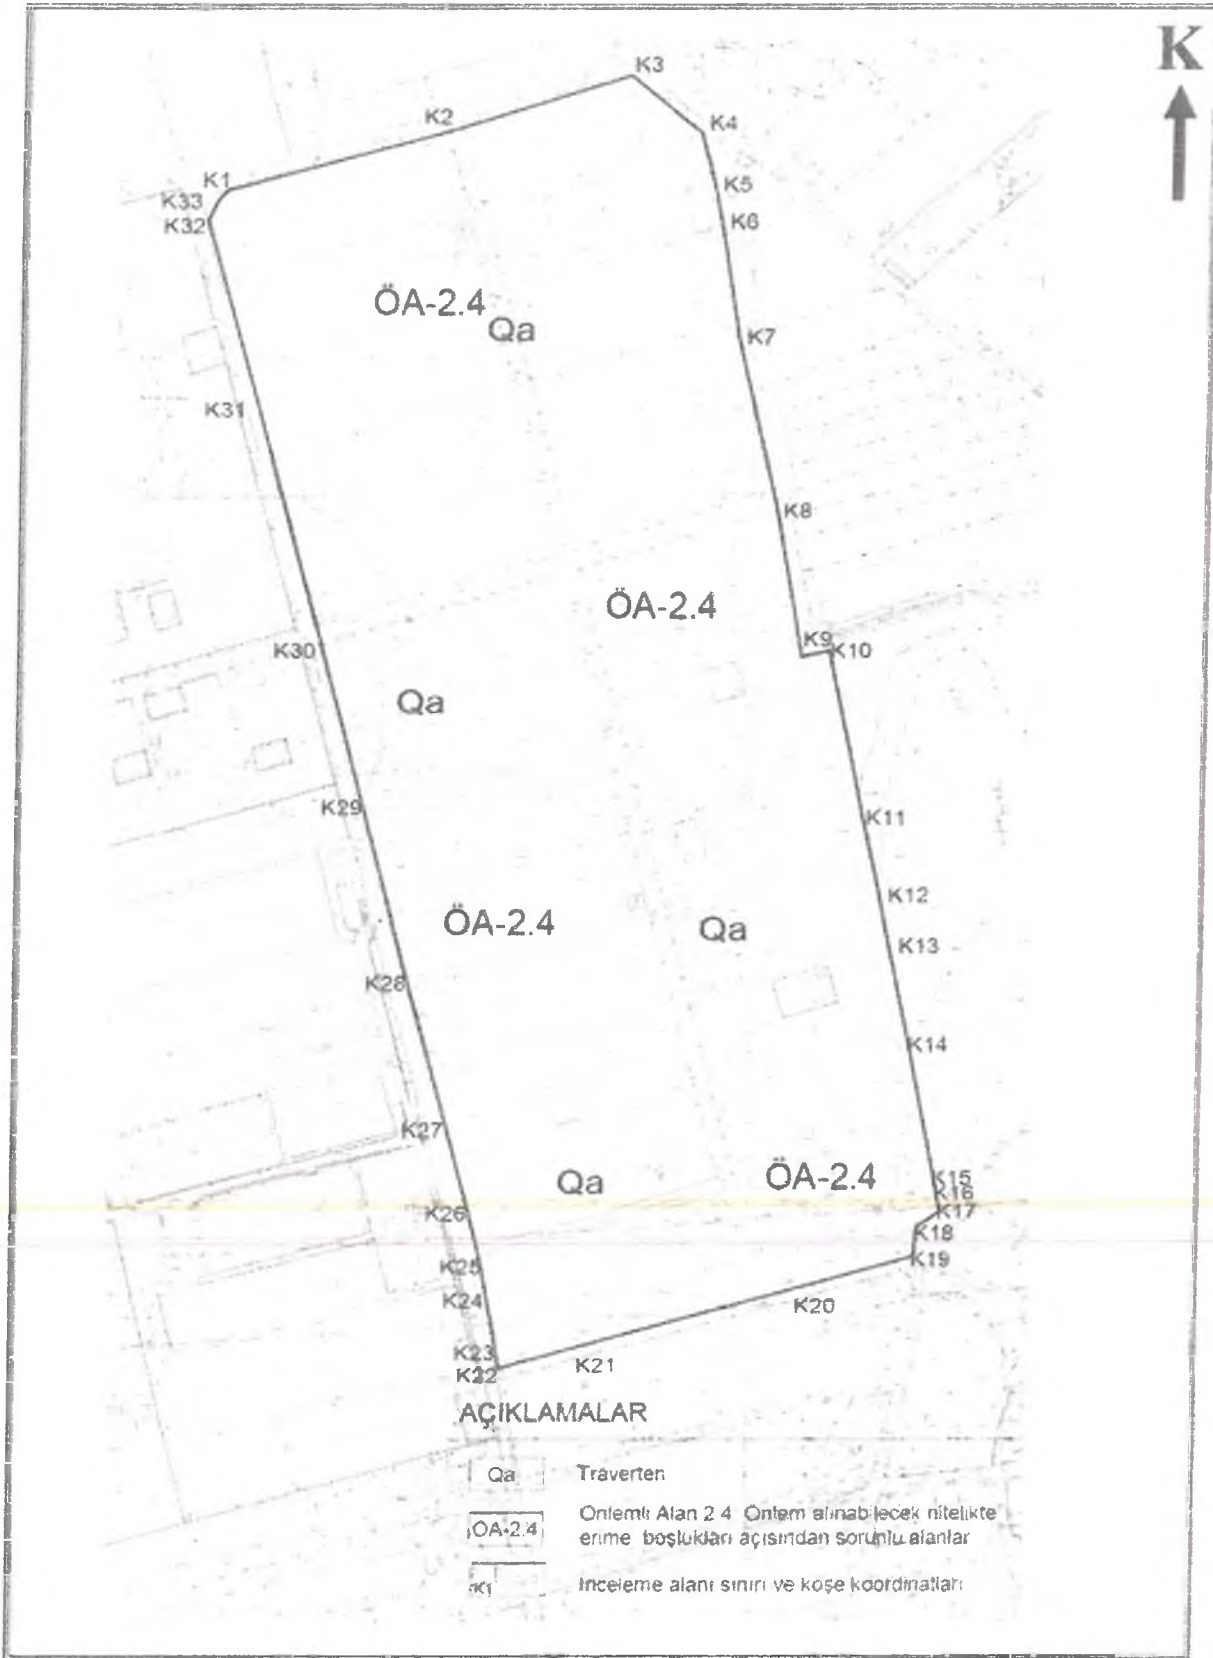 K
K3
K2
K4
K1
K5
K33
K6
K32
ÖA-2.4
Qa
K7
K31
K8
ÖA-2.4
K9
K10
K30
Qa
K29
K11
K12
ÖA-2.4
Qa
K13
K28
K14
K27
Qa
ÖA-2.4
K15
K16
K26
K17
K18
K25
K19
K24
K20
K23
K22
K21
AÇIKLAMALAR
Qa Traverten
ÖA-2.4 Önlemli Alan 2.4 Önlem alınabilecek nitelikte
erime boşlukları açısından sorunlu alanlar
K1 İnceleme alanı sınırı ve köşe koordinatları